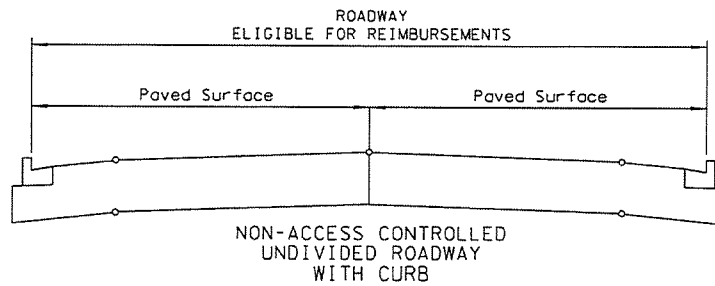 ROADWAY
ELIGIBLE FOR REIMBURSEMENTS
Paved Surface
Paved Surface
NON-ACCESS CONTROLLED
UNDIVIDED ROADWAY
WITH CURB